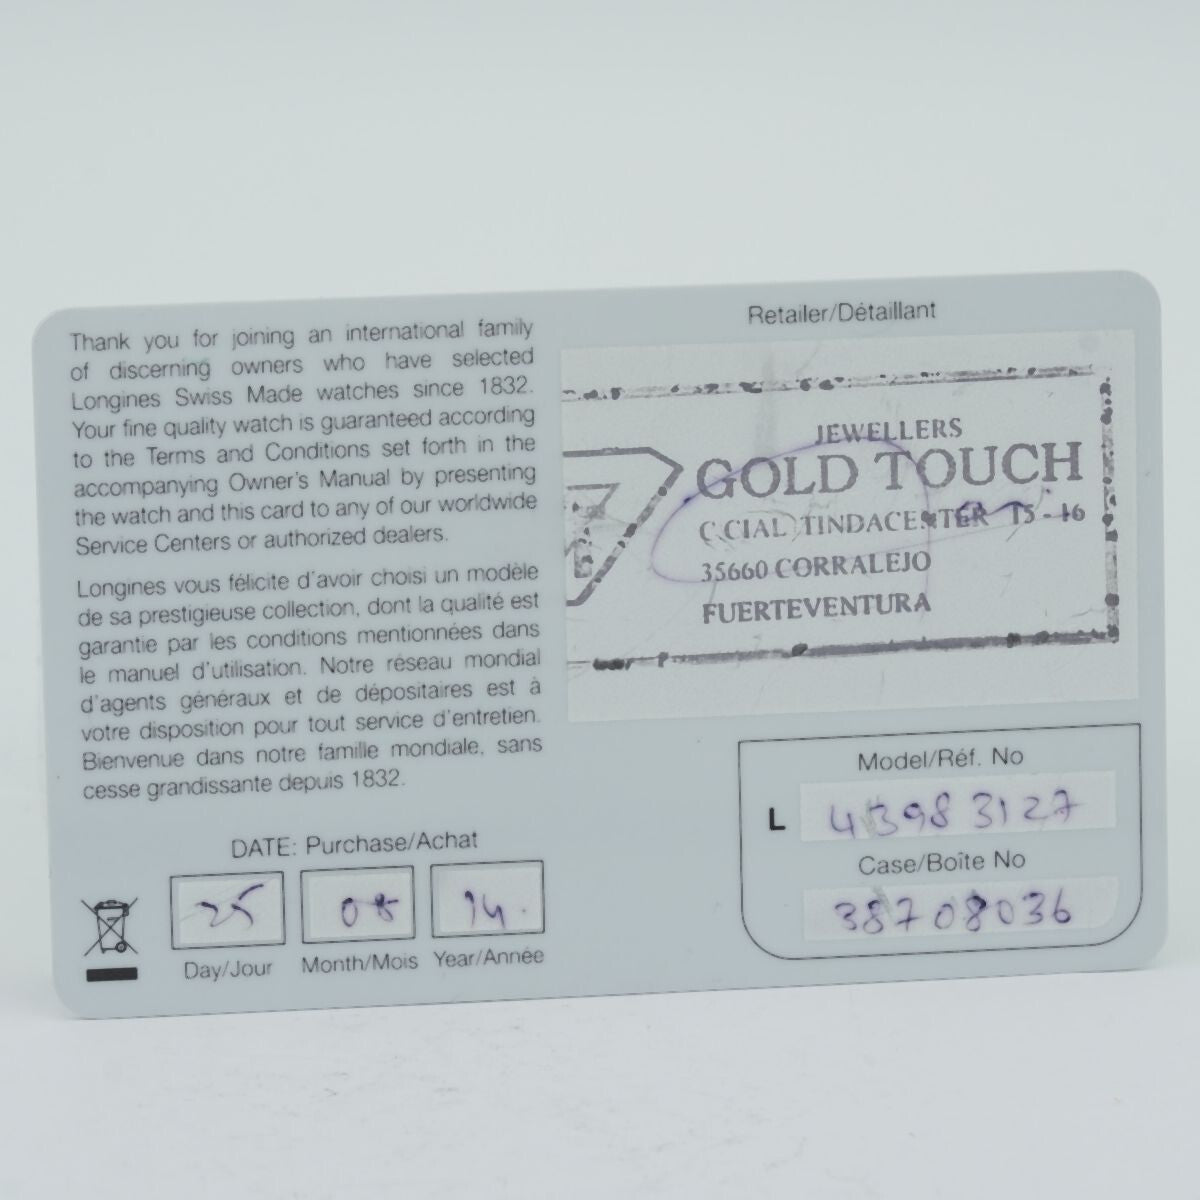 Thank you for joining an international family
of discerning owners who have selected
Longines Swiss Made watches since 1832.
Your fine quality watch is guaranteed according
to the Terms and Conditions set forth in the
accompanying Owner's Manual by presenting
the watch and this card to any of our worldwide
Service Centers or authorized dealers.
Longines vous félicite d'avoir choisi un modèle
de sa prestigieuse collection, dont la qualité est
garantie par les conditions mentionnées dans
le manuel d'utilisation. Notre réseau mondial
d'agents généraux et de dépositaires est à
votre disposition pour tout service d'entretien.
Bienvenue dans notre famille mondiale, sans
cesse grandissante depuis 1832.
DATE: Purchase/Achat
25 14.
Day/Jour Month/Mois Year/Année
Retailer/Détaillant
JEWELLERS
GOLD TOUCH
C.CIAL TINDACENTER 15 - 16
35660 CORRALEJO
FUERTEVENTURA
Model/Réf. No
L 43983127
Case/Boîte No
38708036